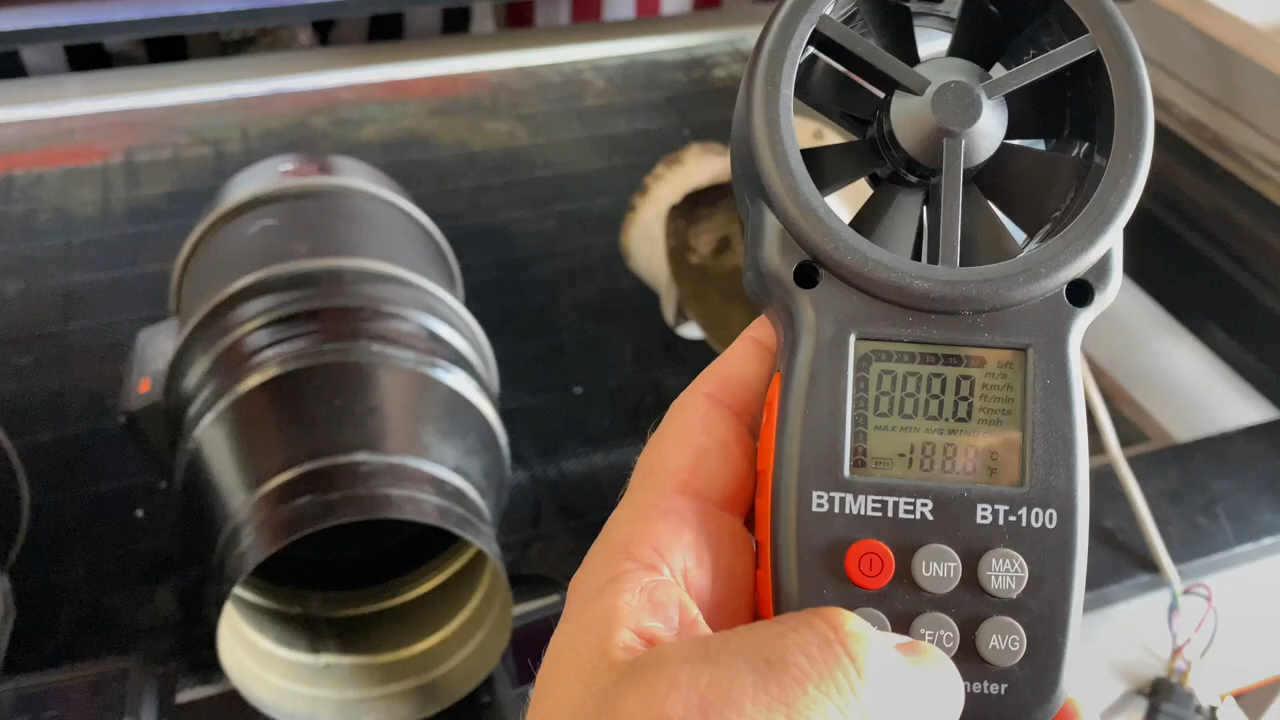 bft
m/s
888.8 Km/h
ft/min
Knots
mph
MAX MIN AVG WIND
-188.8 °C
°F
BTMETER BT-100
UNIT MAX
MIN
°F/°C AVG
meter